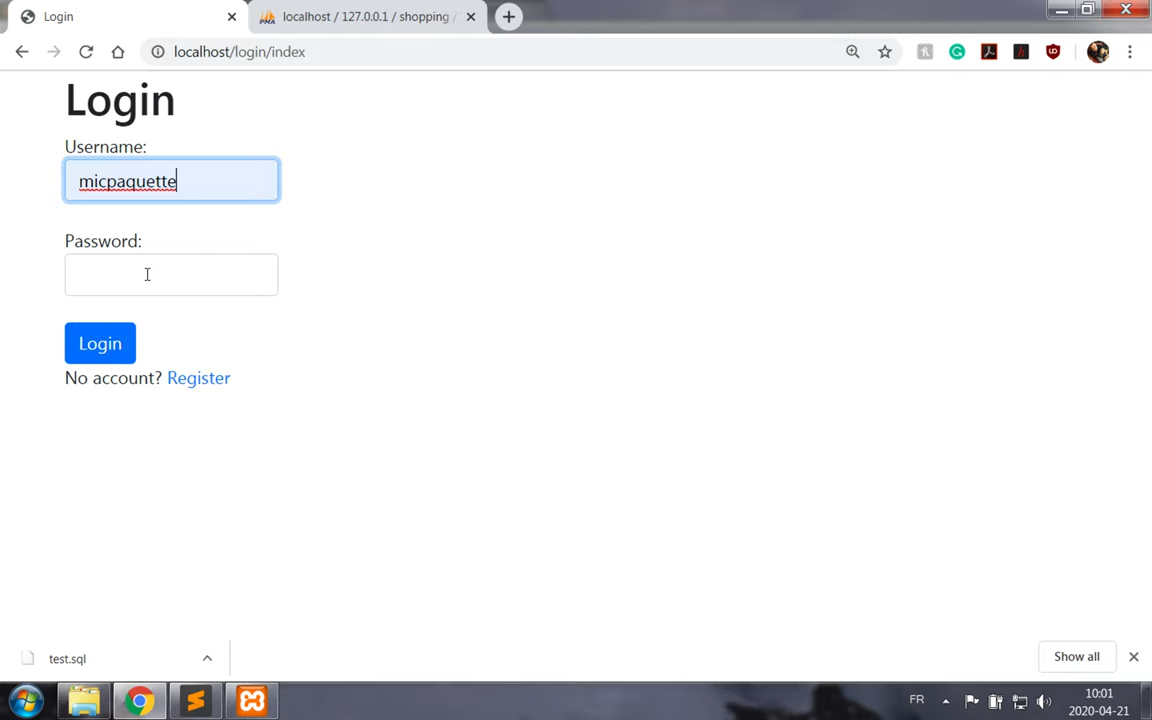 Login
localhost / 127.0.0.1 / shopping
localhost/login/index
Login
Username:
micpaquette
Password:
Login
No account? Register
test.sql
Show all
FR
10:01
2020-04-21